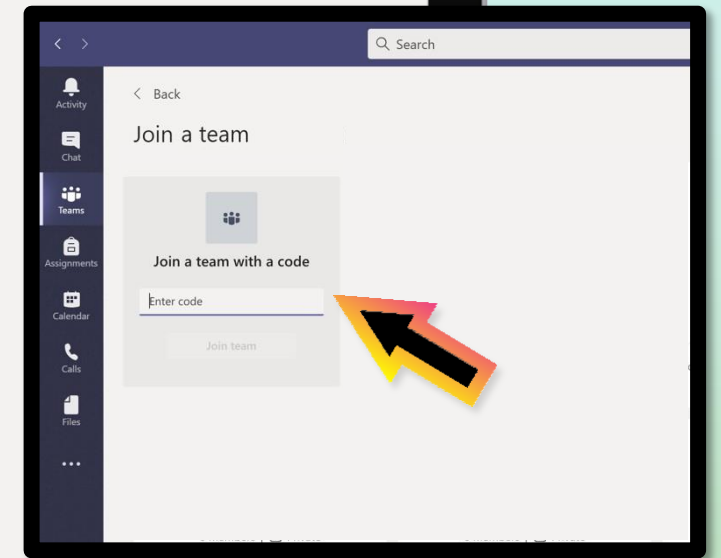 Search
Activity
Chat
Teams
Assignments
Calendar
Calls
Files
Back
Join a team
Join a team with a code
Enter code
Join team